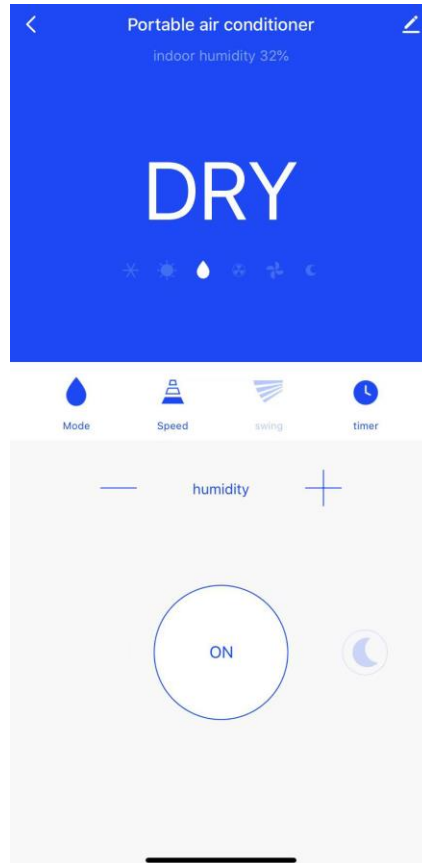 Portable air conditioner
indoor humidity 32%
DRY
Mode Speed swing timer
humidity
ON